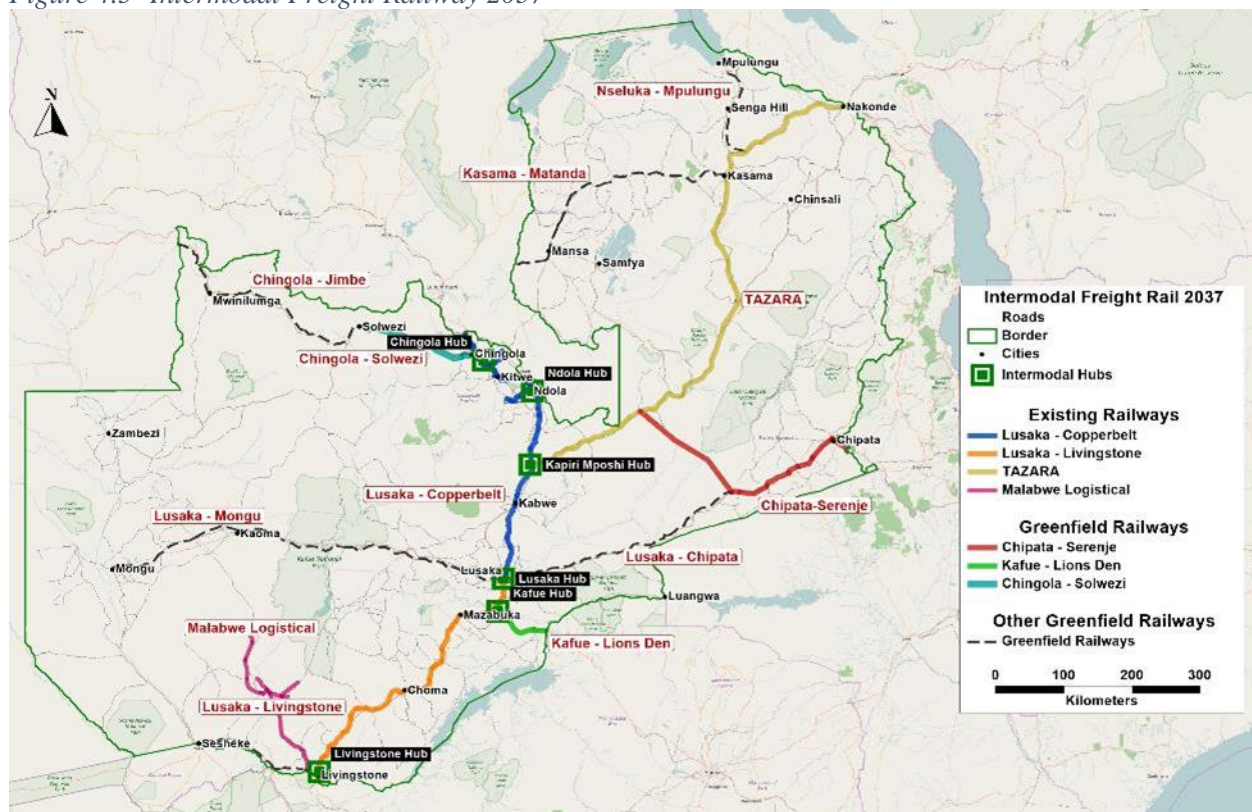 Figure 4.3 Intermodal Freight Railway 2037
N
Mpulungu
Nseluka - Mpulungu
Senga Hill
Nakonde
Kasama - Matanda
Kasama
Chinsali
Mansa
Samfya
Chingola - Jimbe
Mwinilumga
Solwezi
TAZARA
Chingola Hub
Chingola
Chingola - Solwezi
Kitwe
Ndola Hub
Ndola
Zambezi
Chipata
Kapiri Mposhi Hub
Lusaka - Copperbelt
Kabwe
Chipata-Serenje
Lusaka - Mongu
Kaoma
Lusaka - Chipata
Mongu
Lusaka
Lusaka Hub
Kafue Hub
Luangwa
Mazabuka
Malabwe Logistical
Kafue - Lions Den
Choma
Lusaka - Livingstone
Sesheke
Livingstone Hub
Livingstone
Intermodal Freight Rail 2037
Roads
Border
Cities
Intermodal Hubs
Existing Railways
Lusaka - Copperbelt
Lusaka - Livingstone
TAZARA
Malabwe Logistical
Greenfield Railways
Chipata - Serenje
Kafue - Lions Den
Chingola - Solwezi
Other Greenfield Railways
Greenfield Railways
0 100 200 300
Kilometers